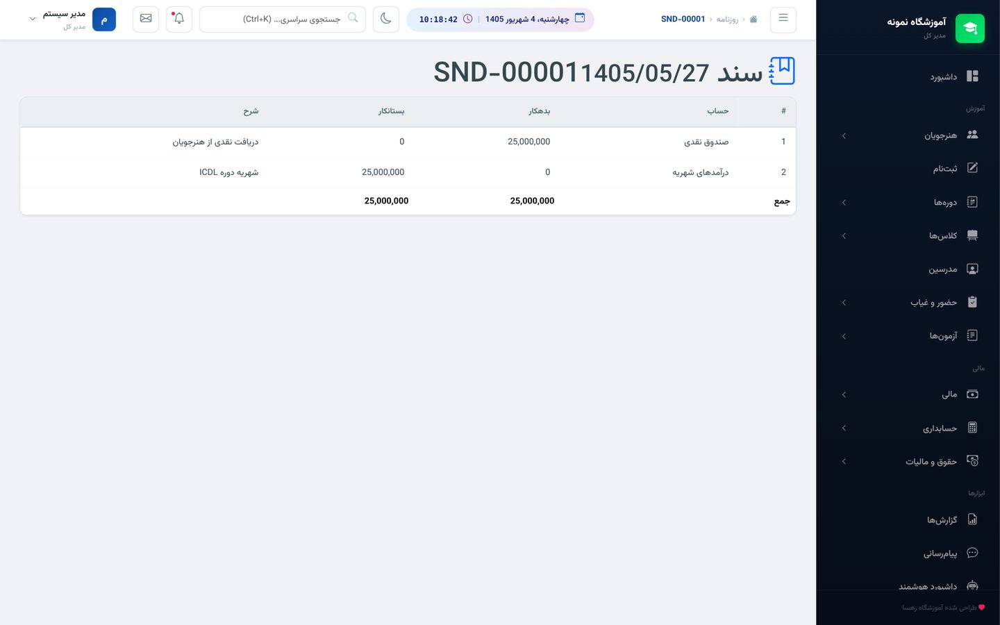 آموزشگاه نمونه
مدیر کل
داشبورد
آموزش
هنرجویان
ثبت‌نام
دوره‌ها
کلاس‌ها
مدرسین
حضور و غیاب
آزمون‌ها
مالی
مالی
حسابداری
حقوق و مالیات
ابزارها
گزارش‌ها
پیام‌رسانی
داشبورد هوشمند
طراحی شده آموزشگاه رهسا
روزنامه › SND-00001
چهارشنبه، 4 شهریور 1405 | 10:18:42
جستجوی سراسری... (Ctrl+K)
م
مدیر سیستم
مدیر کل
سند SND-000011405/05/27
# حساب بدهکار بستانکار شرح
1 صندوق نقدی 25,000,000 0 دریافت نقدی از هنرجویان
2 درآمدهای شهریه 0 25,000,000 شهریه دوره ICDL
جمع 25,000,000 25,000,000